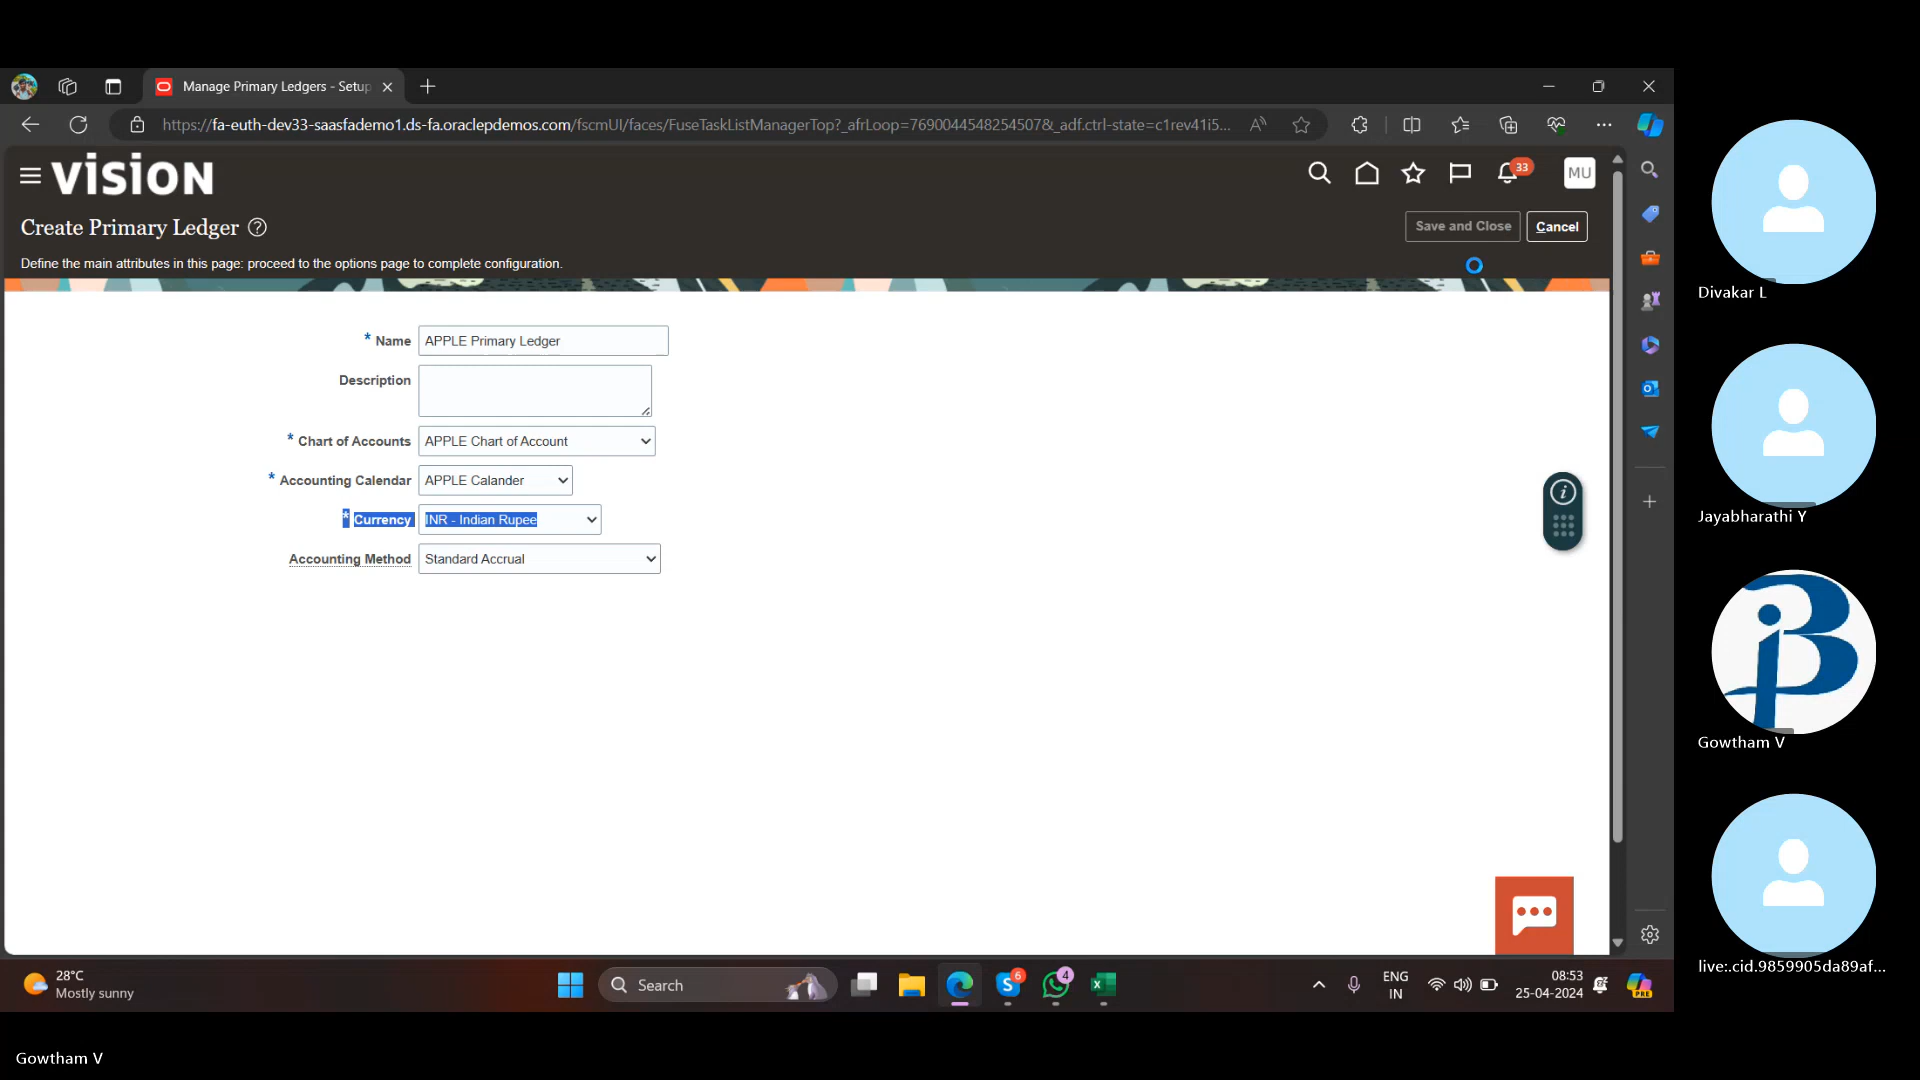 Manage Primary Ledgers - Setup
https://fa-euth-dev33-saasfademo1.ds-fa.oraclepdemos.com/fscmUI/faces/FuseTaskListManagerTop?_afrLoop=7690044548254507&_adf.ctrl-state=c1rev41i5...
VISION
33
MU
Create Primary Ledger ?
Save and Close
Cancel
Define the main attributes in this page: proceed to the options page to complete configuration.
* Name APPLE Primary Ledger
Description
* Chart of Accounts APPLE Chart of Account
* Accounting Calendar APPLE Calander
* Currency INR - Indian Rupee
Accounting Method Standard Accrual
Divakar L
Jayabharathi Y
Gowtham V
live:.cid.9859905da89af...
28°C
Mostly sunny
Search
6
4
ENG
IN
08:53
25-04-2024
PRE
Gowtham V